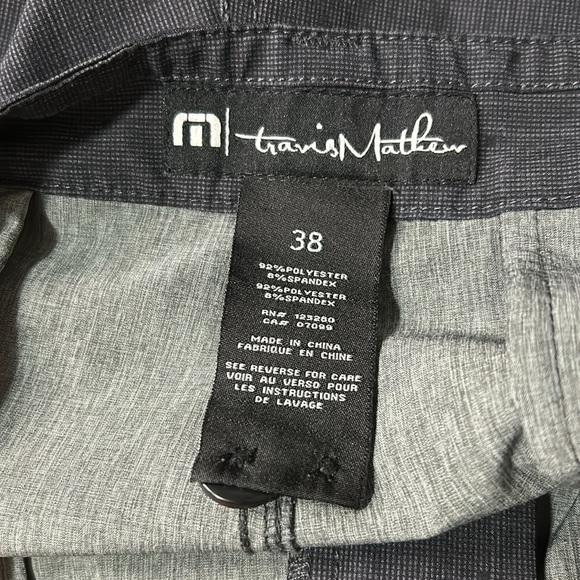 m travisMathew
38
92%POLYESTER
8%SPANDEX
92%POLYESTER
8%SPANDEX
RN# 123280
CA# 07099
MADE IN CHINA
FABRIQUE EN CHINE
SEE REVERSE FOR CARE
VOIR AU VERSO POUR
LES INSTRUCTIONS
DE LAVAGE